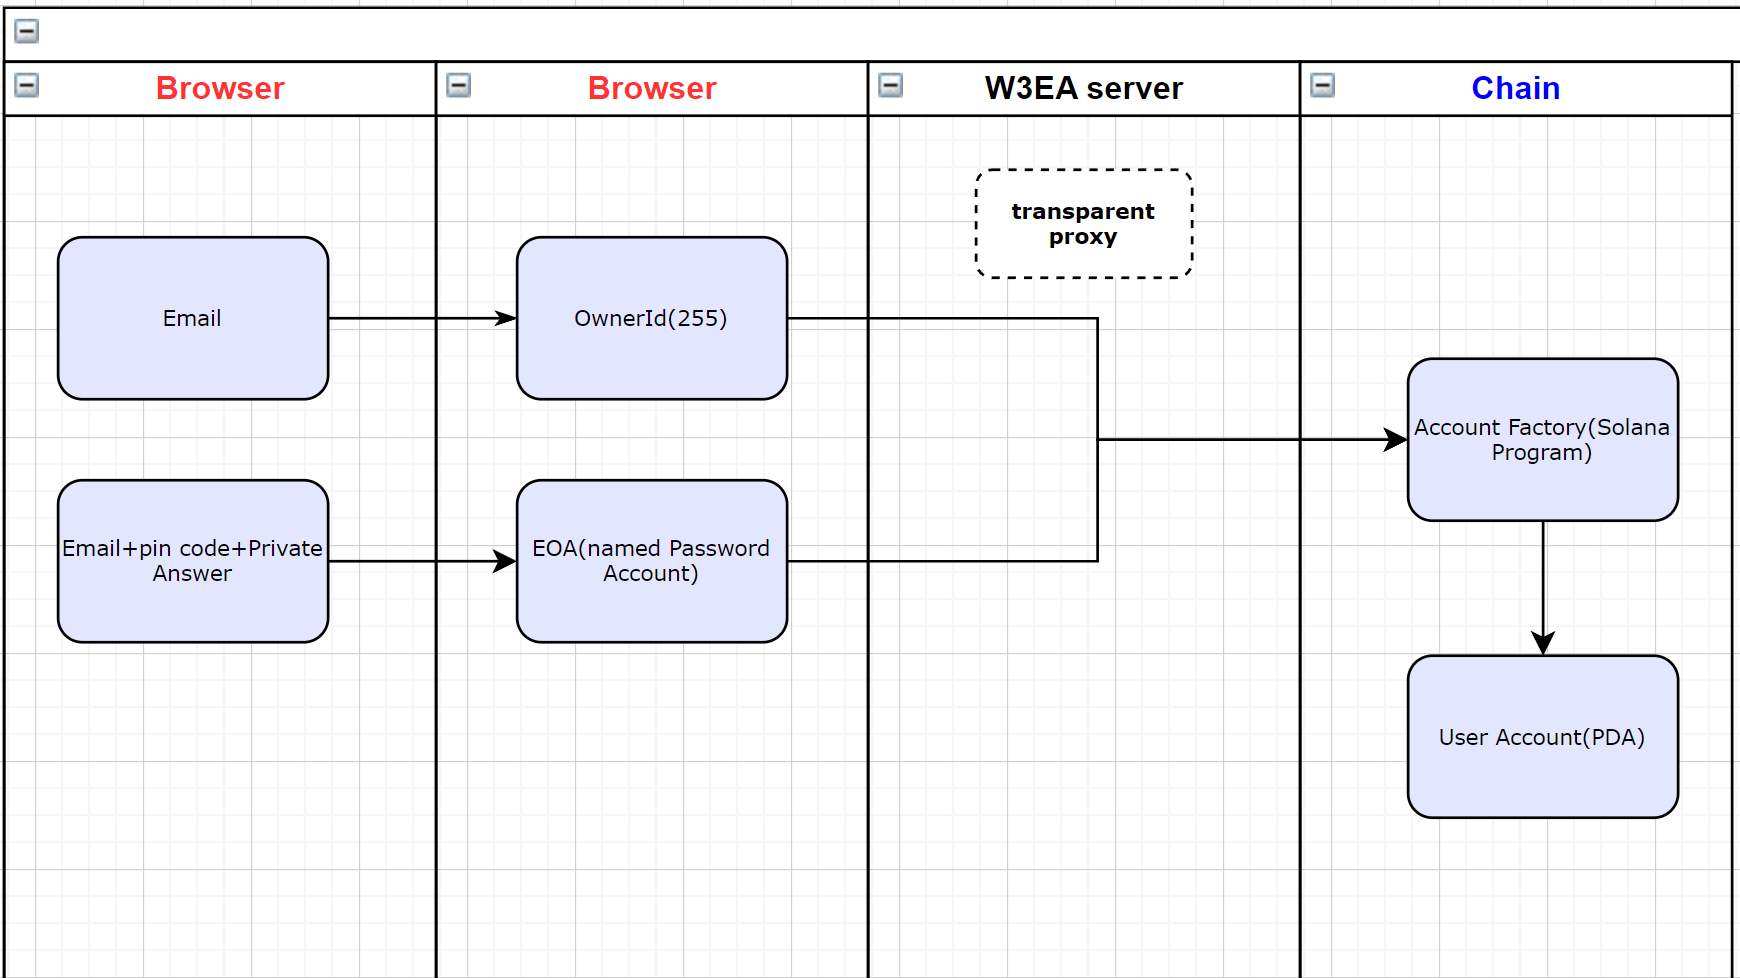 Browser
Browser
W3EA server
Chain
transparent
proxy
Email
OwnerId(255)
Account Factory(Solana
Program)
Email+pin code+Private
Answer
EOA(named Password
Account)
User Account(PDA)